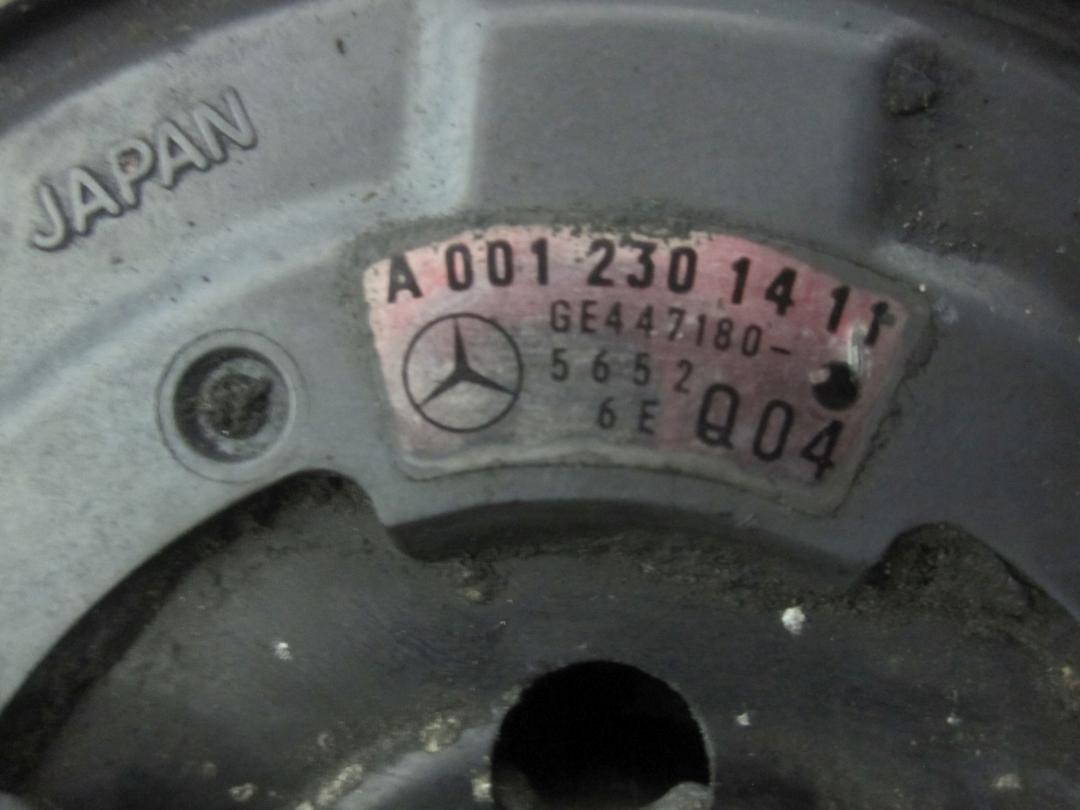 JAPAN
A 001 230 14 11
GE447180-
5652
6E Q04